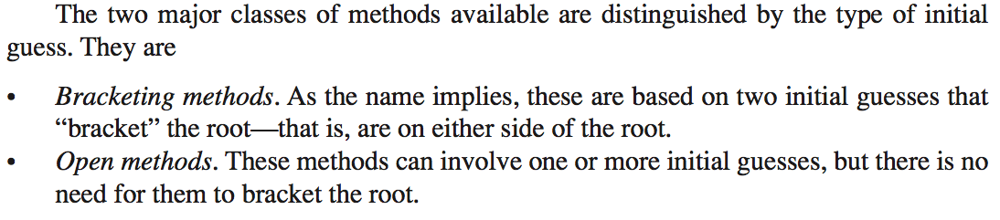 The two major classes of methods available are distinguished by the type of initial
guess. They are
• Bracketing methods. As the name implies, these are based on two initial guesses that
“bracket” the root—that is, are on either side of the root.
• Open methods. These methods can involve one or more initial guesses, but there is no
need for them to bracket the root.